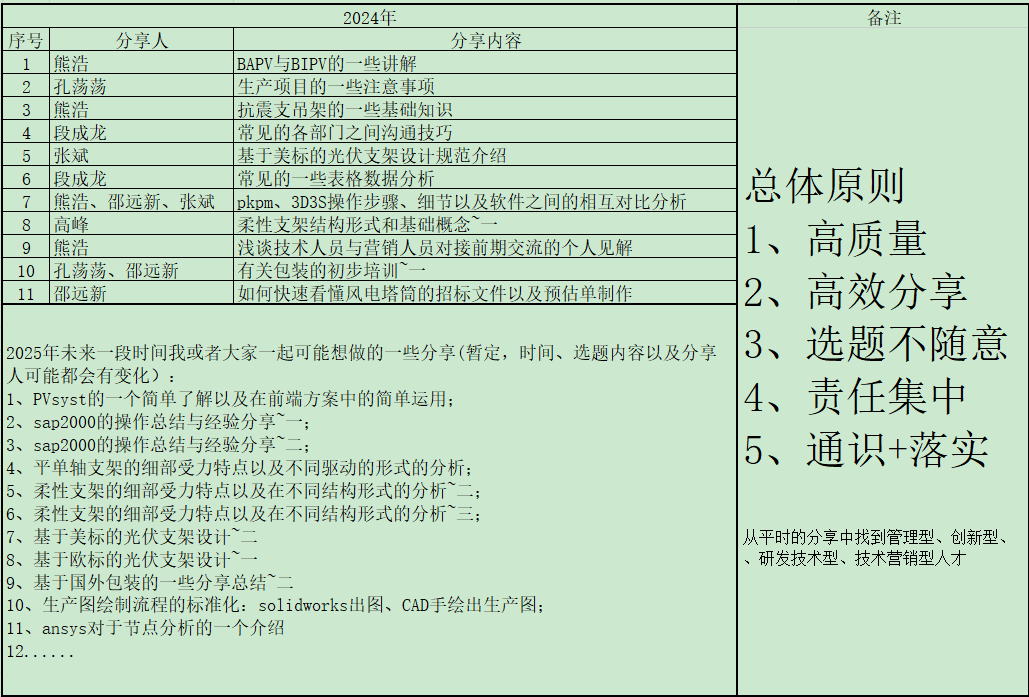 2024年
备注
序号 分享人 分享内容
1 熊浩 BAPV与BIPV的一些讲解
2 孔荡荡 生产项目的一些注意事项
3 熊浩 抗震支吊架的一些基础知识
4 段成龙 常见的各部门之间沟通技巧
5 张斌 基于美标的光伏支架设计规范介绍
6 段成龙 常见的一些表格数据分析
7 熊浩、邵远新、张斌 pkpm、3D3S操作步骤、细节以及软件之间的相互对比分析
8 高峰 柔性支架结构形式和基础概念~一
9 熊浩 浅谈技术人员与营销人员对接前期交流的个人见解
10 孔荡荡、邵远新 有关包装的初步培训~一
11 邵远新 如何快速看懂风电塔筒的招标文件以及预估单制作
2025年未来一段时间我或者大家一起可能想做的一些分享(暂定，时间、选题内容以及分享
人可能都会有变化）：
1、PVsyst的一个简单了解以及在前端方案中的简单运用；
2、sap2000的操作总结与经验分享~一；
3、sap2000的操作总结与经验分享~二；
4、平单轴支架的细部受力特点以及不同驱动的形式的分析；
5、柔性支架的细部受力特点以及在不同结构形式的分析~二；
6、柔性支架的细部受力特点以及在不同结构形式的分析~三；
7、基于美标的光伏支架设计~二
8、基于欧标的光伏支架设计~一
9、基于国外包装的一些分享总结~二
10、生产图绘制流程的标准化：solidworks出图、CAD手绘出生产图；
11、ansys对于节点分析的一个介绍
12......
总体原则
1、高质量
2、高效分享
3、选题不随意
4、责任集中
5、通识+落实
从平时的分享中找到管理型、创新型、
、研发技术型、技术营销型人才